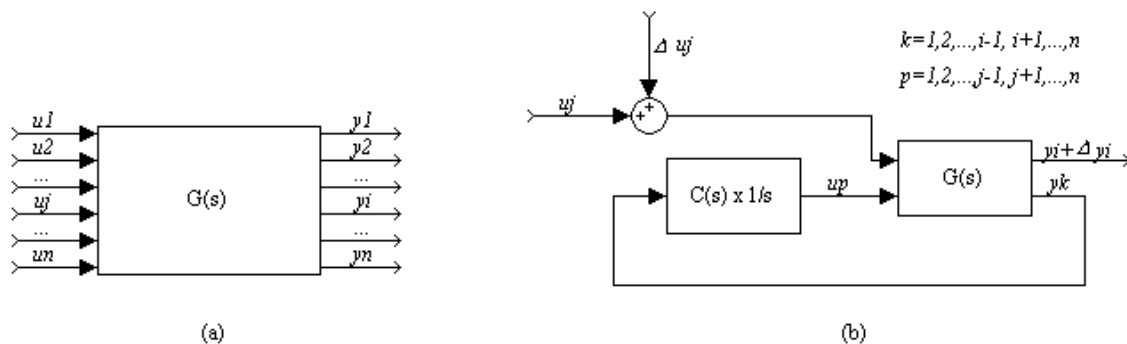 u1
u2
...
uj
...
un
G(s)
y1
y2
...
yi
...
yn
(a)
Δ uj
k=1,2,...,i-1, i+1,...,n
p=1,2,...,j-1, j+1,...,n
uj
+
+
C(s) x 1/s
up
G(s)
yi+Δ yi
yk
(b)